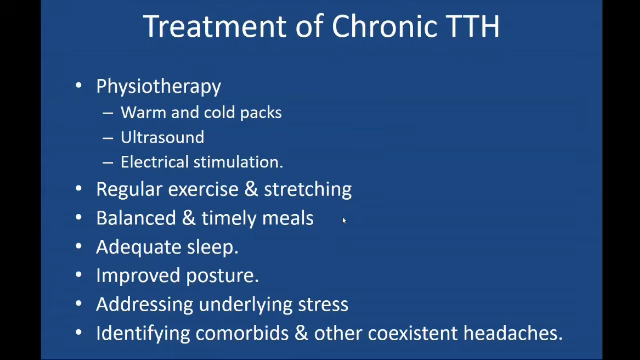 Treatment of Chronic TTH
• Physiotherapy
– Warm and cold packs
– Ultrasound
– Electrical stimulation.
• Regular exercise & stretching
• Balanced & timely meals
• Adequate sleep.
• Improved posture.
• Addressing underlying stress
• Identifying comorbids & other coexistent headaches.